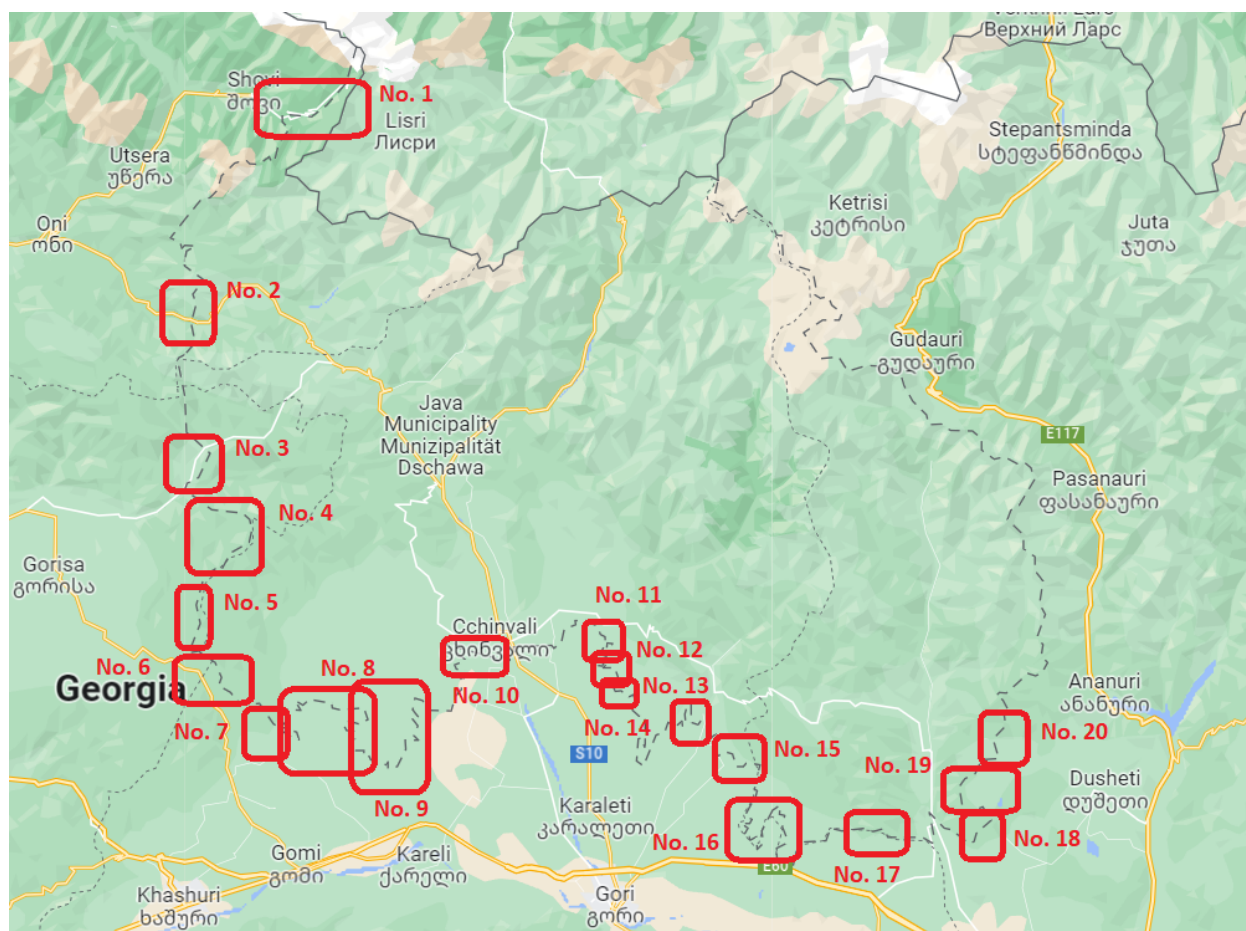 Верхний Ларс
Shovi
შოვი
No. 1
Lisri
Лисри
Stepantsminda
სტეფანწმინდა
Utsera
უწერა
Ketrisi
კეტრისი
Oni
ონი
Juta
ჯუთა
No. 2
Gudauri
გუდაური
Java
Municipality
Munizipalität
Dschawa
E117
No. 3
Pasanauri
ფასანაური
No. 4
Gorisa
გორისა
No. 5
No. 11
Cchinvali
ცხინვალი
No. 12
No. 6
No. 8
Georgia
No. 10
No. 13
Ananuri
ანანური
No. 7
No. 14
S10
No. 15
No. 20
No. 19
Dusheti
დუშეთი
No. 9
Karaleti
კარალეთი
No. 16
No. 18
Gomi
გომი
Kareli
ქარელი
E60
No. 17
Khashuri
ხაშური
Gori
გორი